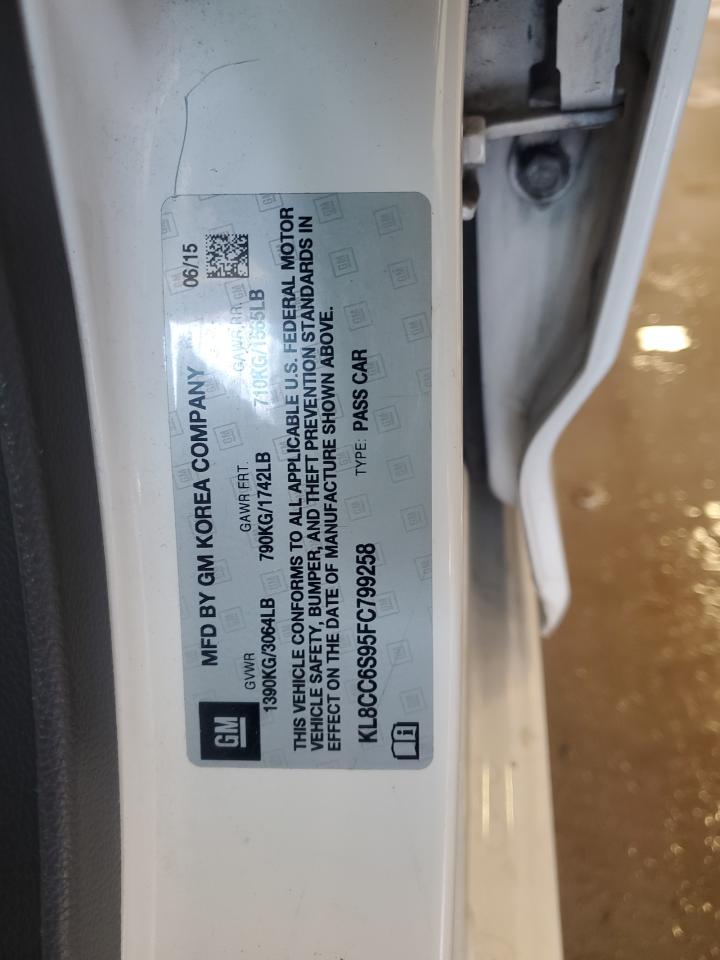 GM
MFD BY GM KOREA COMPANY
06/15
GVWR
GAWR FRT.
GAWR RR.
1390KG/3064LB
790KG/1742LB
710KG/1565LB
THIS VEHICLE CONFORMS TO ALL APPLICABLE U.S. FEDERAL MOTOR
VEHICLE SAFETY, BUMPER, AND THEFT PREVENTION STANDARDS IN
EFFECT ON THE DATE OF MANUFACTURE SHOWN ABOVE.
KL8CC6S95FC799258
TYPE: PASS CAR